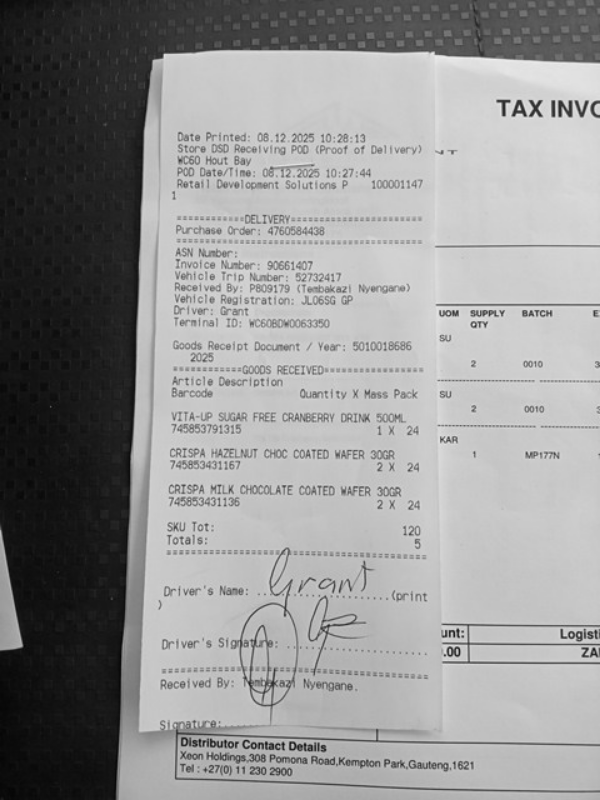 Date Printed: 08.12.2025 10:28:13
Store DSD Receiving POD (Proof of Delivery)
WC60 Hout Bay
POD Date/Time: 08.12.2025 10:27:44
Retail Development Solutions P 100001147
1
============DELIVERY======================
Purchase Order: 4760584438
ASN Number:
Invoice Number: 90661407
Vehicle Trip Number: 52732417
Received By: P809179 (Tembakazi Nyengane)
Vehicle Registration: JL06SG GP
Driver: Grant
Terminal ID: WC60BDW0063350
Goods Receipt Document / Year: 5010018686
2025
============GOODS RECEIVED================
Article Description
Barcode Quantity X Mass Pack
VITA-UP SUGAR FREE CRANBERRY DRINK 500ML
745853791315 1 X 24
CRISPA HAZELNUT CHOC COATED WAFER 30GR
745853431167 2 X 24
CRISPA MILK CHOCOLATE COATED WAFER 30GR
745853431136 2 X 24
SKU Tot: 120
Totals: 5
Driver's Name: Grant (print
)
Driver's Signature:
Received By: Tembakazi Nyengane.
Signature:
TAX INVO
UOM SUPPLY QTY BATCH E
SU
2 0010 3
SU
2 0010 3
KAR
1 MP177N 1
unt: Logisti
.00 ZA
Distributor Contact Details
Xeon Holdings,308 Pomona Road,Kempton Park,Gauteng,1621
Tel : +27(0) 11 230 2900